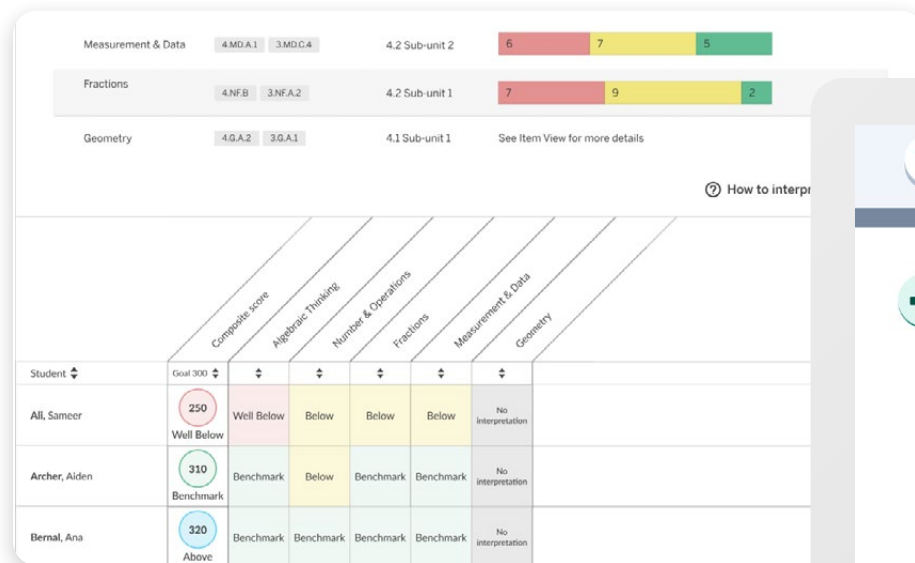 Measurement & Data 4.MD.A.1 3.MD.C.4 4.2 Sub-unit 2 6 7 5
Fractions 4.NF.B 3.NF.A.2 4.2 Sub-unit 1 7 9 2
Geometry 4.G.A.2 3.G.A.1 4.1 Sub-unit 1 See Item View for more details
How to interpr
Composite score
Algebraic Thinking
Number & Operations
Fractions
Measurement & Data
Geometry
Student Goal 300
Ali, Sameer 250 Well Below Well Below Below Below Below No interpretation
Archer, Aiden 310 Benchmark Benchmark Below Benchmark Benchmark No interpretation
Bernal, Ana 320 Above Benchmark Benchmark Benchmark Benchmark No interpretation